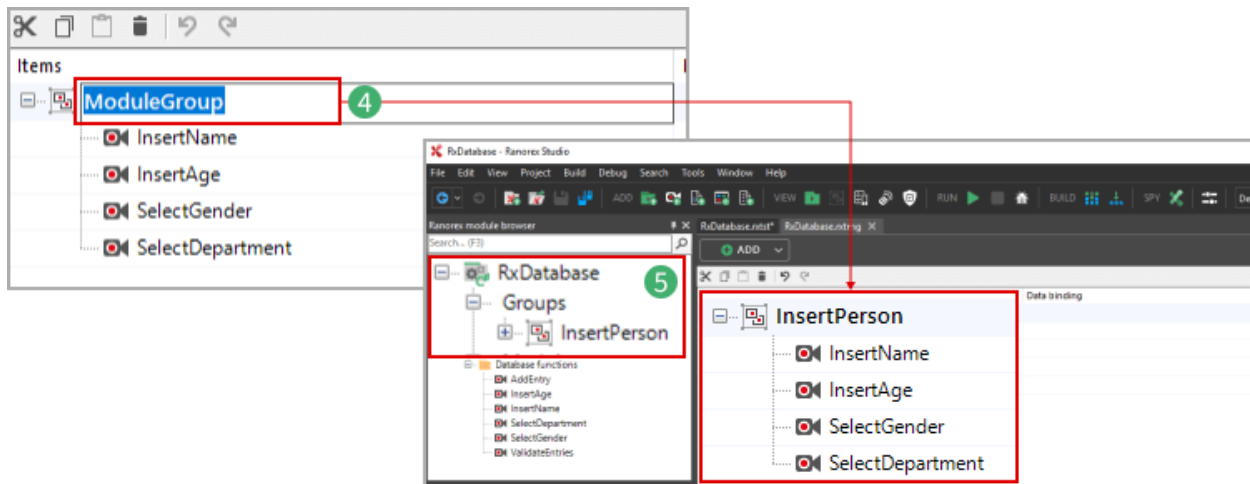 Items
ModuleGroup
4
InsertName
InsertAge
SelectGender
SelectDepartment
RxDatabase - Ranorex Studio
File Edit View Project Build Debug Search Tools Window Help
ADD VIEW RUN BUILD SPY
Ranorex module browser
RxDatabase.rxtst* RxDatabase.rxtmg
Search... (F3)
ADD
RxDatabase
5
Groups
InsertPerson
Database functions
AddEntry
InsertAge
InsertName
SelectDepartment
SelectGender
ValidateEntries
Data binding
InsertPerson
InsertName
InsertAge
SelectGender
SelectDepartment